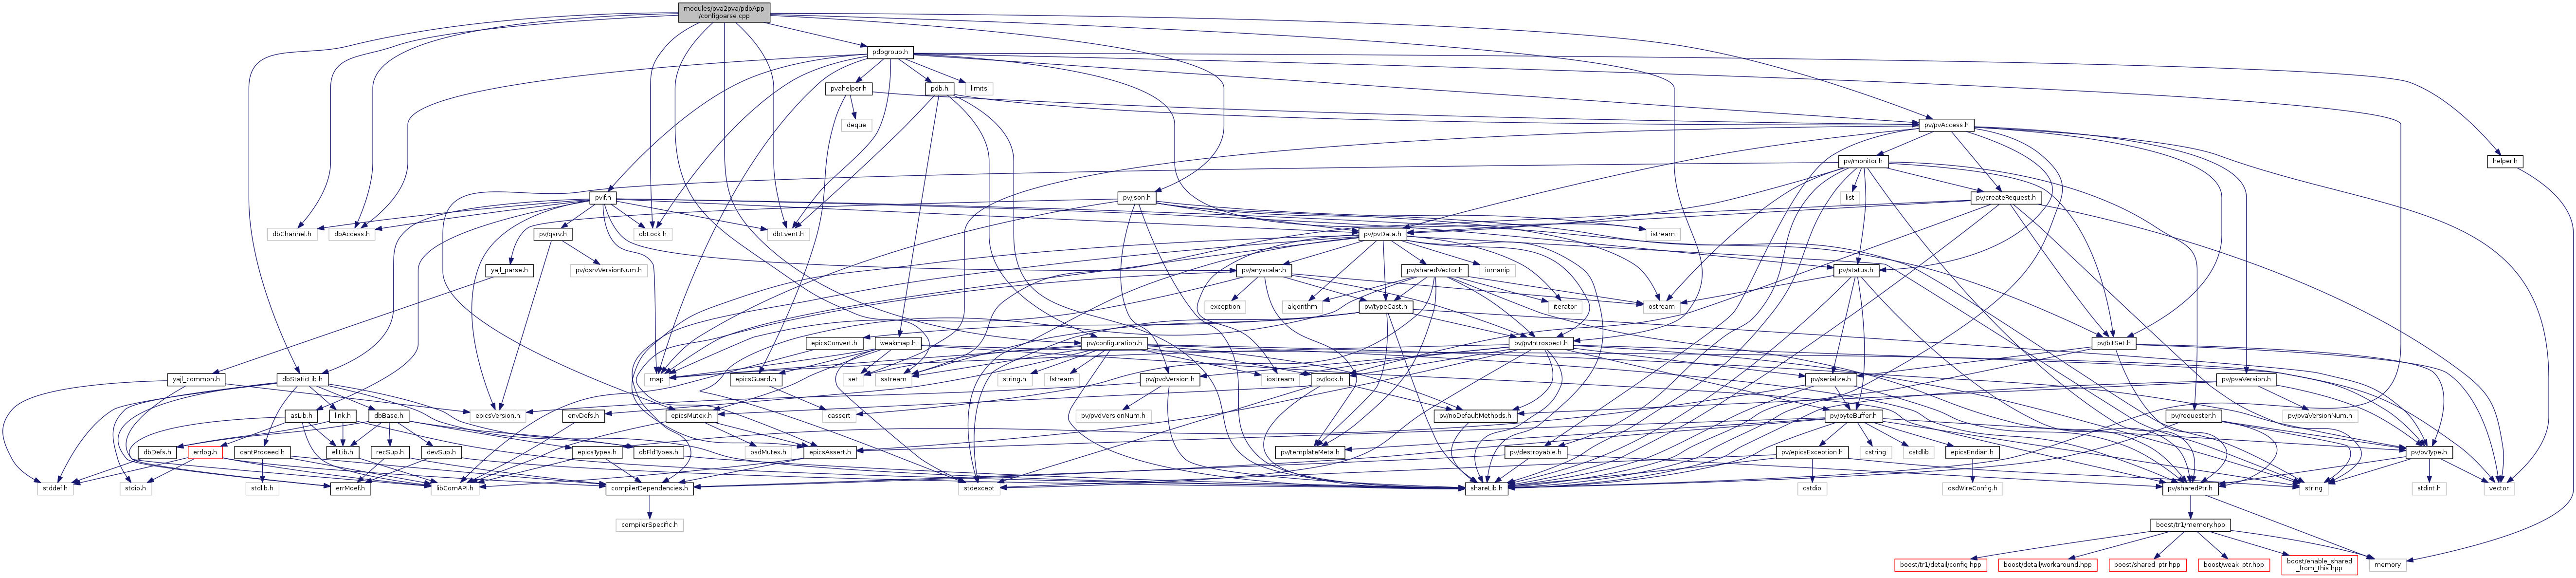 modules/pva2pva/pdbApp
/configparse.cpp
pdbgroup.h
pvahelper.h
pdb.h
limits
deque
pv/pvAccess.h
pv/monitor.h
helper.h
pvif.h
pv/json.h
list
pv/createRequest.h
dbChannel.h
dbAccess.h
pv/qsrv.h
dbLock.h
dbEvent.h
pv/pvData.h
istream
yajl_parse.h
pv/qsrvVersionNum.h
pv/anyscalar.h
pv/sharedVector.h
iomanip
pv/status.h
exception
algorithm
pv/typeCast.h
iterator
ostream
epicsConvert.h
weakmap.h
pv/configuration.h
pv/pvIntrospect.h
pv/bitSet.h
yajl_common.h
dbStaticLib.h
map
epicsGuard.h
set
sstream
string.h
fstream
iostream
pv/pvdVersion.h
pv/lock.h
pv/serialize.h
pv/pvaVersion.h
asLib.h
link.h
dbBase.h
epicsVersion.h
envDefs.h
epicsMutex.h
cassert
pv/pvdVersionNum.h
pv/noDefaultMethods.h
pv/byteBuffer.h
pv/requester.h
pv/pvaVersionNum.h
dbDefs.h
errlog.h
cantProceed.h
ellLib.h
recSup.h
devSup.h
epicsTypes.h
dbFldTypes.h
osdMutex.h
epicsAssert.h
pv/templateMeta.h
pv/destroyable.h
pv/epicsException.h
cstring
cstdlib
epicsEndian.h
pv/pvType.h
stddef.h
stdio.h
stdlib.h
errMdef.h
libComAPI.h
compilerDependencies.h
stdexcept
shareLib.h
cstdio
osdWireConfig.h
pv/sharedPtr.h
string
stdint.h
vector
compilerSpecific.h
boost/tr1/memory.hpp
boost/tr1/detail/config.hpp
boost/detail/workaround.hpp
boost/shared_ptr.hpp
boost/weak_ptr.hpp
boost/enable_shared
_from_this.hpp
memory